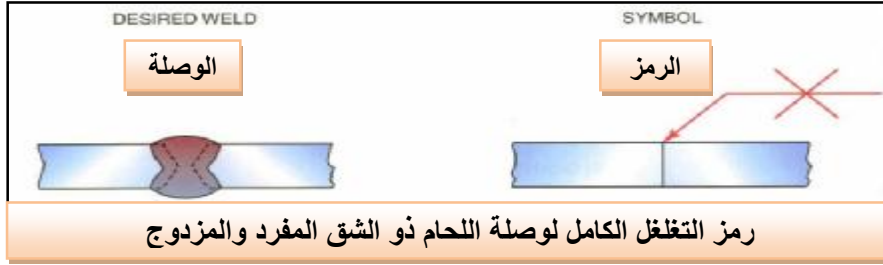 DESIRED WELD
SYMBOL
الوصلة
الرمز
رمز التغلغل الكامل لوصلة اللحام ذو الشق المفرد والمزدوج